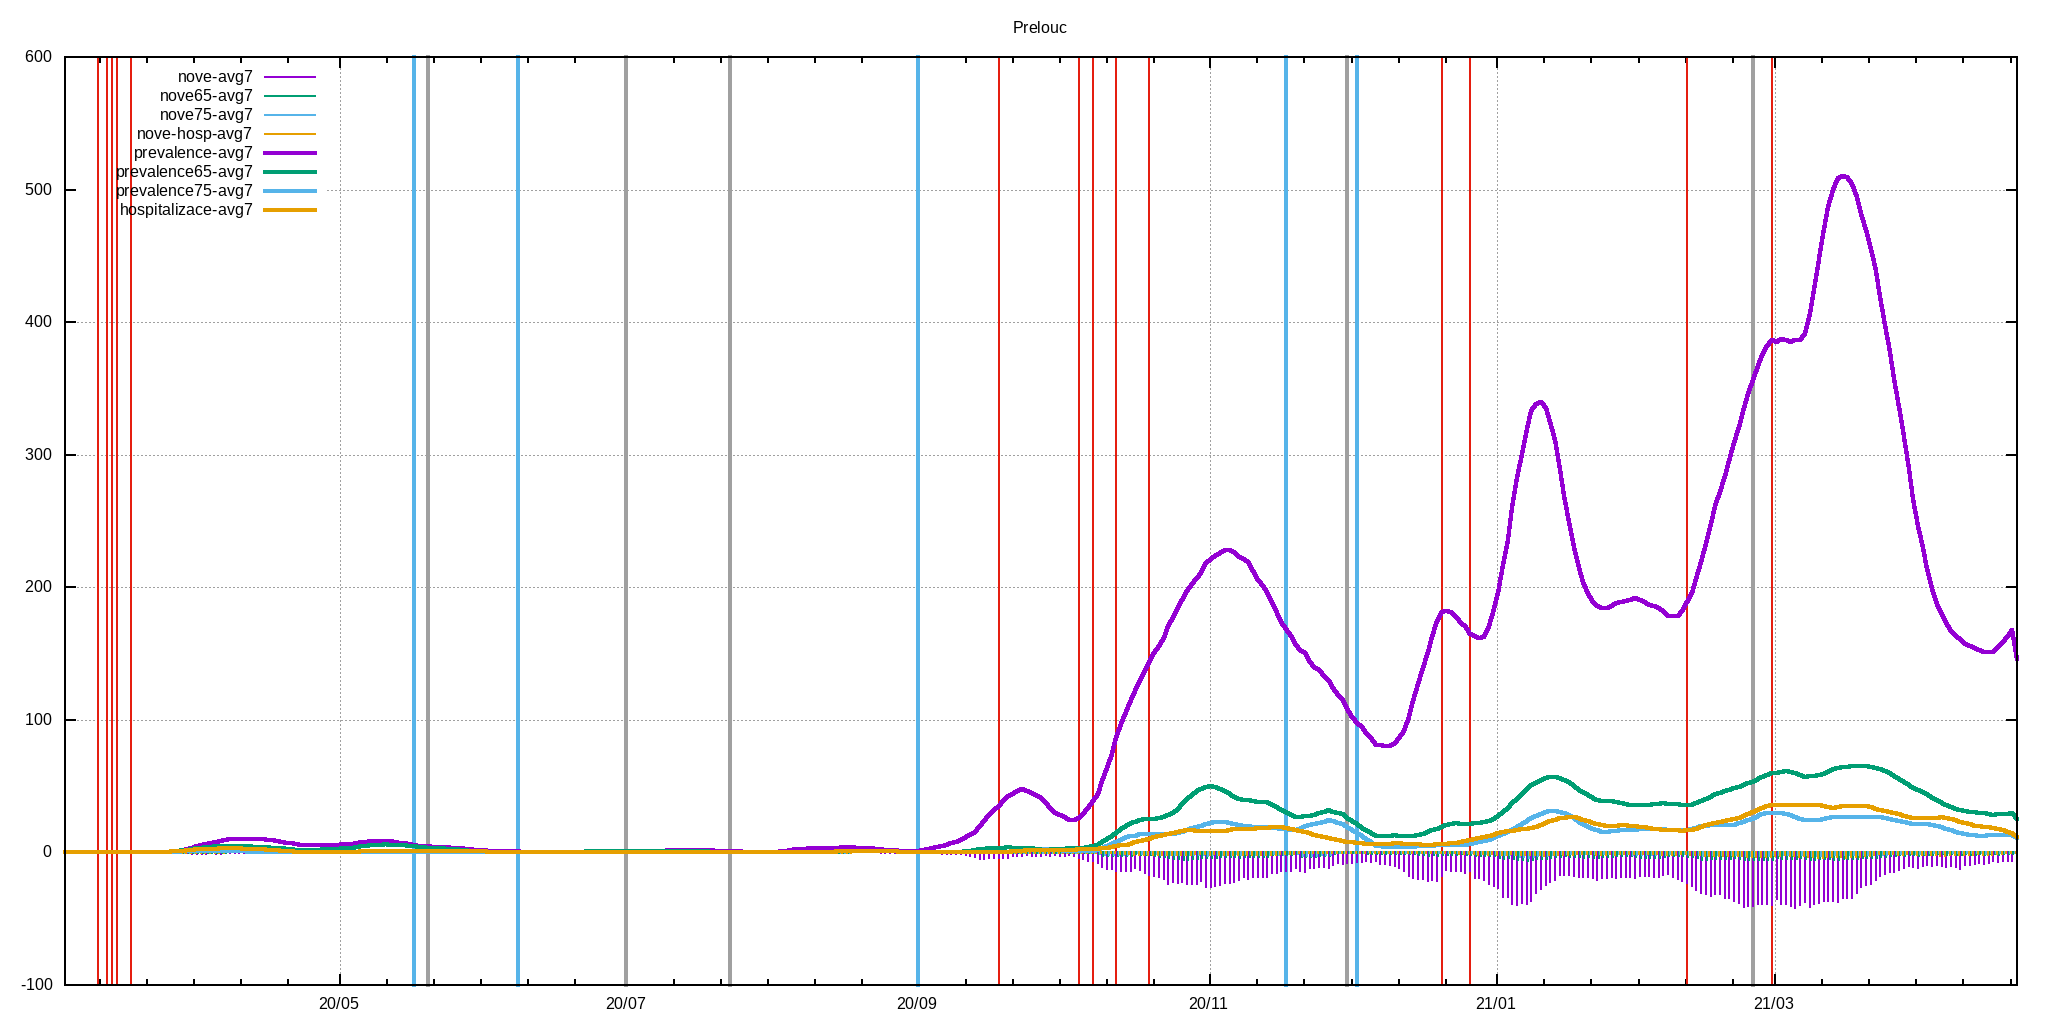 Prelouc
600
500
400
300
200
100
0
-100
nove-avg7
nove65-avg7
nove75-avg7
nove-hosp-avg7
prevalence-avg7
prevalence65-avg7
prevalence75-avg7
hospitalizace-avg7
20/05 20/07 20/09 20/11 21/01 21/03